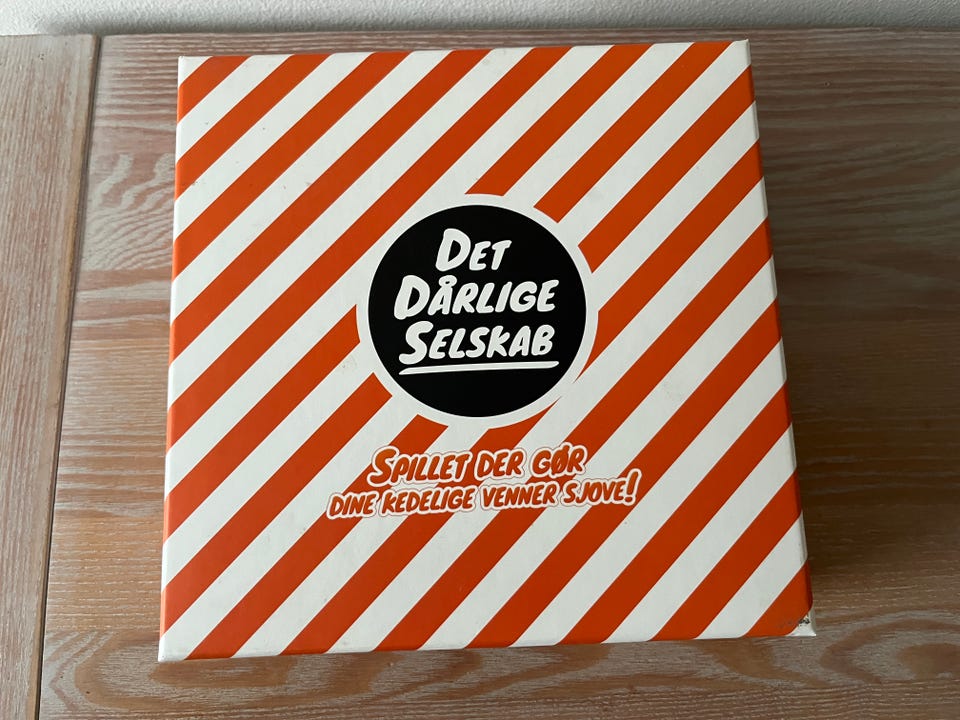 DET
DÅRLIGE
SELSKAB
SPILLET DER GØR
DINE KEDELIGE VENNER SJOVE!